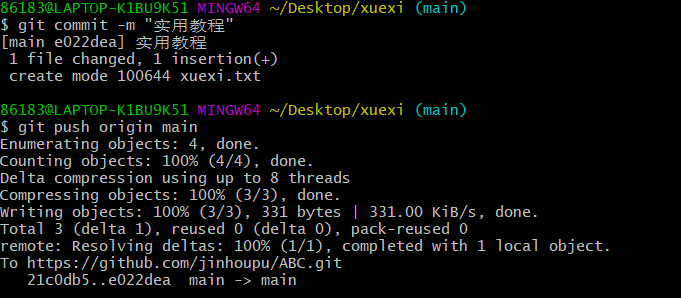 86183@LAPTOP-K1BU9K51 MINGW64 ~/Desktop/xuexi (main)
$ git commit -m "实用教程"
[main e022dea] 实用教程
 1 file changed, 1 insertion(+)
 create mode 100644 xuexi.txt
86183@LAPTOP-K1BU9K51 MINGW64 ~/Desktop/xuexi (main)
$ git push origin main
Enumerating objects: 4, done.
Counting objects: 100% (4/4), done.
Delta compression using up to 8 threads
Compressing objects: 100% (3/3), done.
Writing objects: 100% (3/3), 331 bytes | 331.00 KiB/s, done.
Total 3 (delta 1), reused 0 (delta 0), pack-reused 0
remote: Resolving deltas: 100% (1/1), completed with 1 local object.
To https://github.com/jinhoupu/ABC.git
   21c0db5..e022dea  main -> main